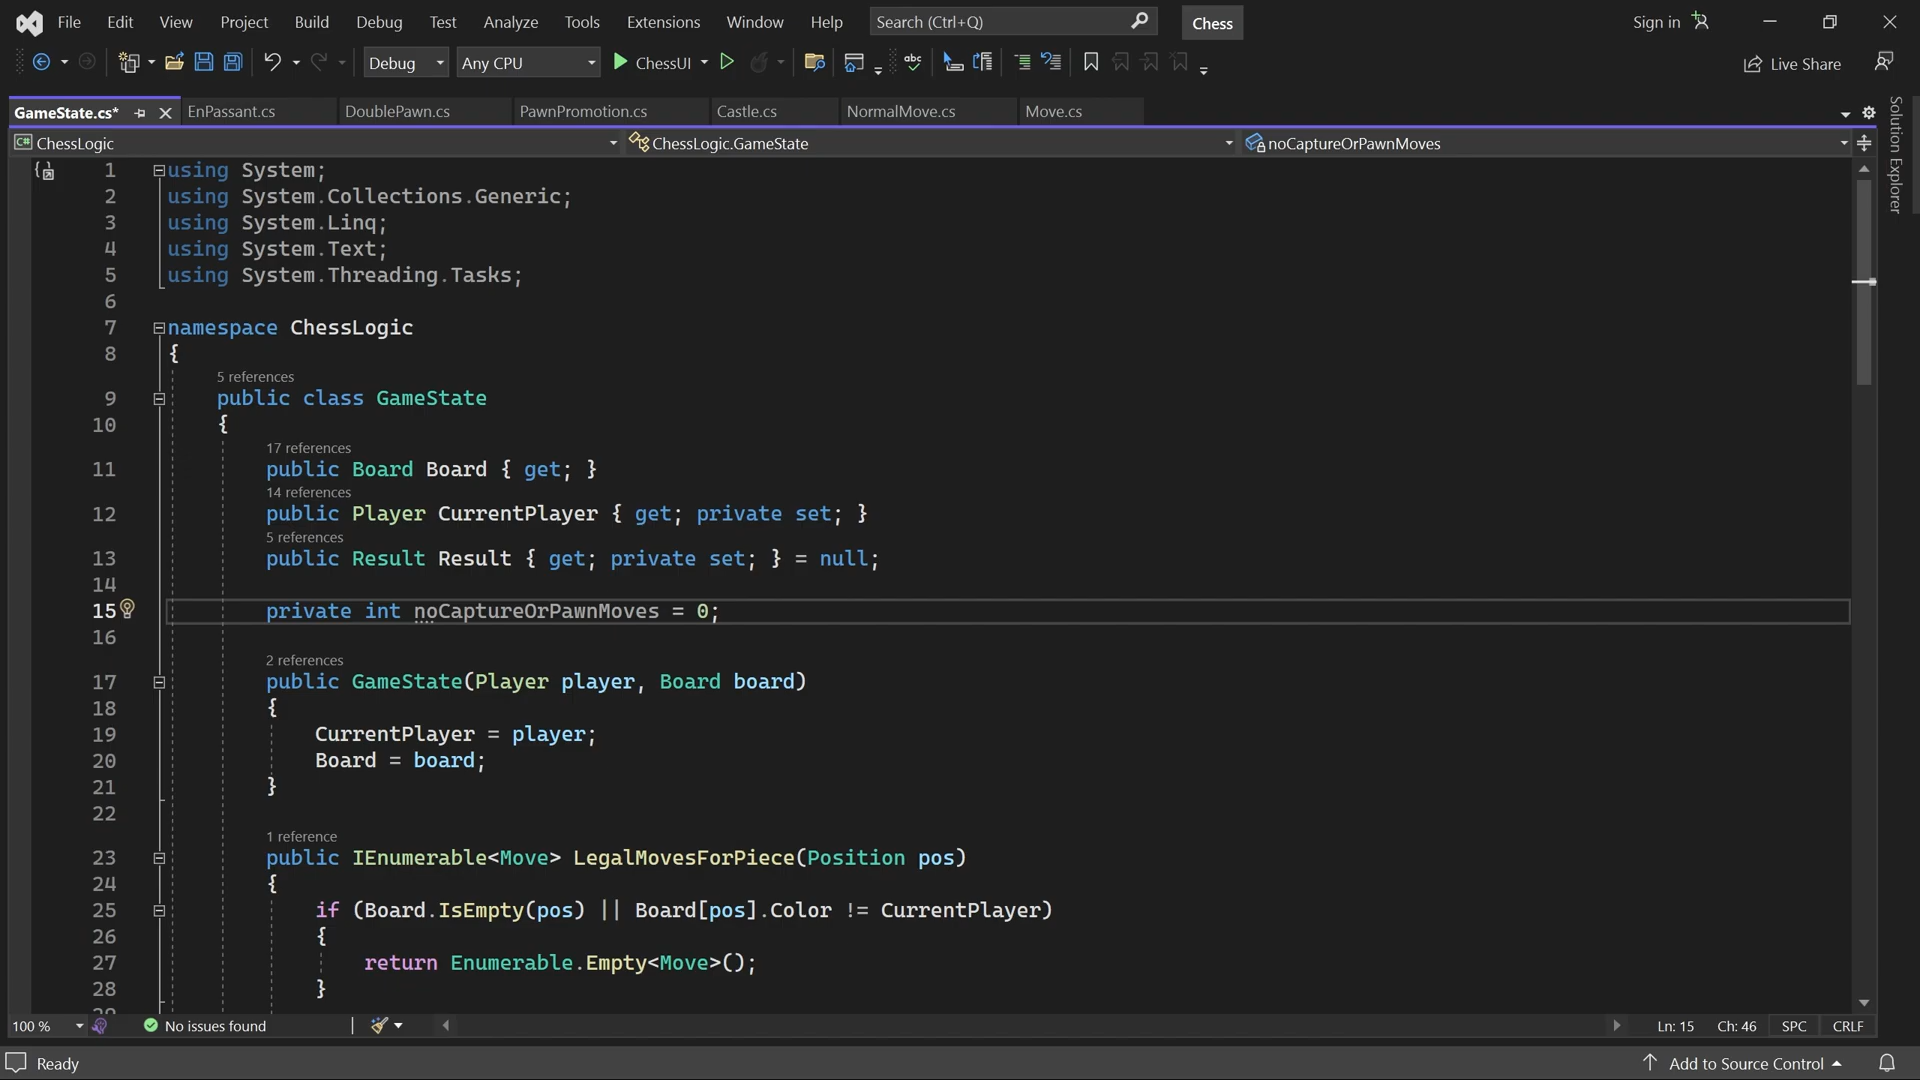 File Edit View Project Build Debug Test Analyze Tools Extensions Window Help Search (Ctrl+Q) Chess Sign in
Debug Any CPU ChessUI Live Share
GameState.cs* EnPassant.cs DoublePawn.cs PawnPromotion.cs Castle.cs NormalMove.cs Move.cs
Solution Explorer
C# ChessLogic ChessLogic.GameState noCaptureOrPawnMoves
1 using System;
2 using System.Collections.Generic;
3 using System.Linq;
4 using System.Text;
5 using System.Threading.Tasks;
6
7 namespace ChessLogic
8 {
5 references
9 public class GameState
10 {
17 references
11 public Board Board { get; }
14 references
12 public Player CurrentPlayer { get; private set; }
5 references
13 public Result Result { get; private set; } = null;
14
15 private int noCaptureOrPawnMoves = 0;
16
2 references
17 public GameState(Player player, Board board)
18 {
19 CurrentPlayer = player;
20 Board = board;
21 }
22
1 reference
23 public IEnumerable<Move> LegalMovesForPiece(Position pos)
24 {
25 if (Board.IsEmpty(pos) || Board[pos].Color != CurrentPlayer)
26 {
27 return Enumerable.Empty<Move>();
28 }
100 % No issues found Ln: 15 Ch: 46 SPC CRLF
Ready Add to Source Control